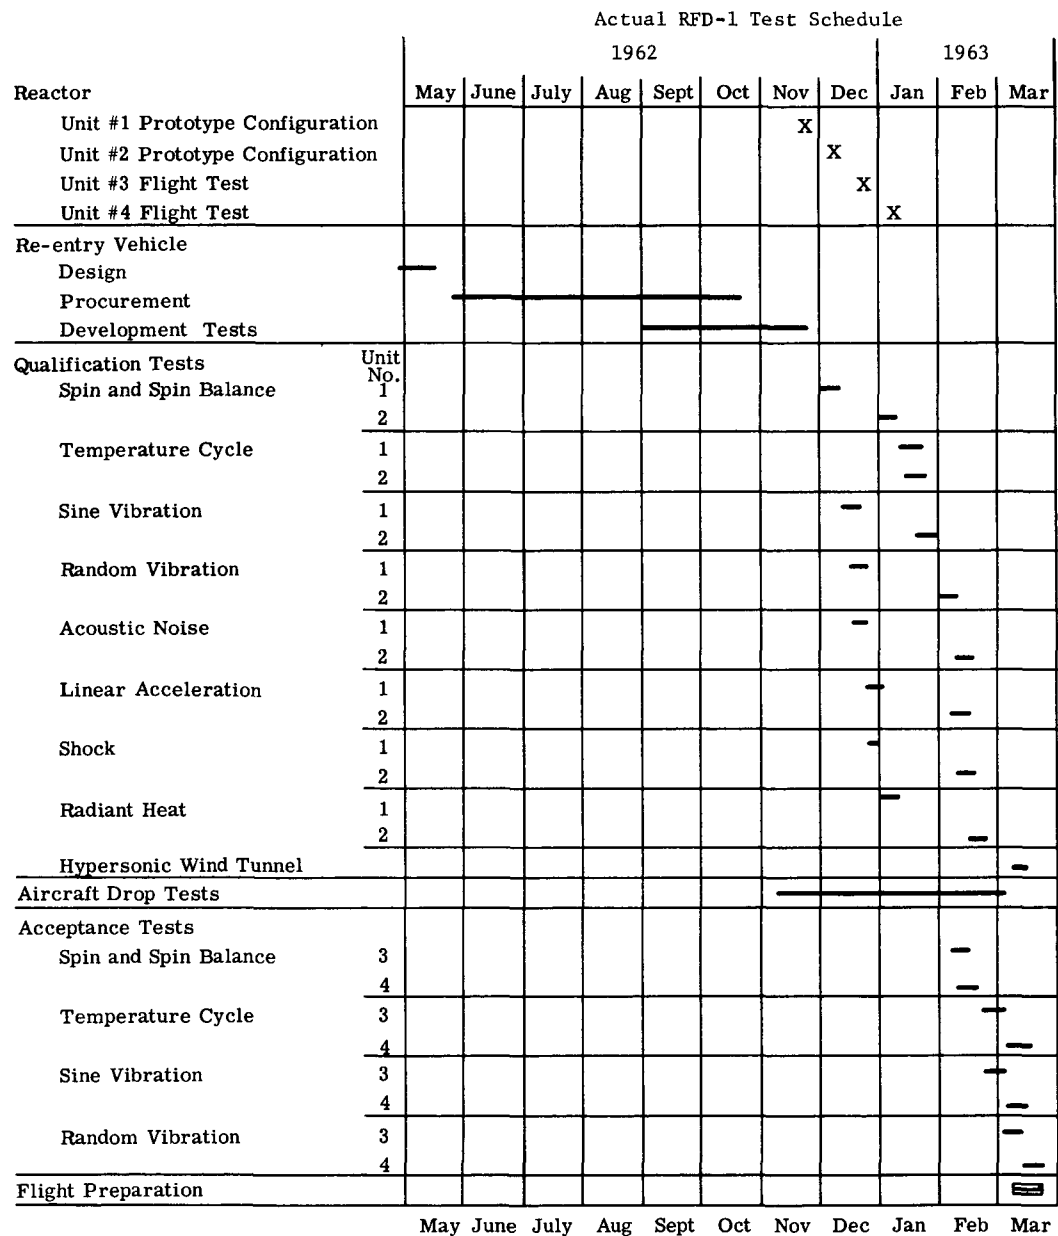 Actual RFD-1 Test Schedule
1962 1963
Reactor May June July Aug Sept Oct Nov Dec Jan Feb Mar
Unit #1 Prototype Configuration X
Unit #2 Prototype Configuration X
Unit #3 Flight Test X
Unit #4 Flight Test X
Re-entry Vehicle
Design
Procurement
Development Tests
Qualification Tests Unit No.
Spin and Spin Balance 1
2
Temperature Cycle 1
2
Sine Vibration 1
2
Random Vibration 1
2
Acoustic Noise 1
2
Linear Acceleration 1
2
Shock 1
2
Radiant Heat 1
2
Hypersonic Wind Tunnel
Aircraft Drop Tests
Acceptance Tests
Spin and Spin Balance 3
4
Temperature Cycle 3
4
Sine Vibration 3
4
Random Vibration 3
4
Flight Preparation
May June July Aug Sept Oct Nov Dec Jan Feb Mar